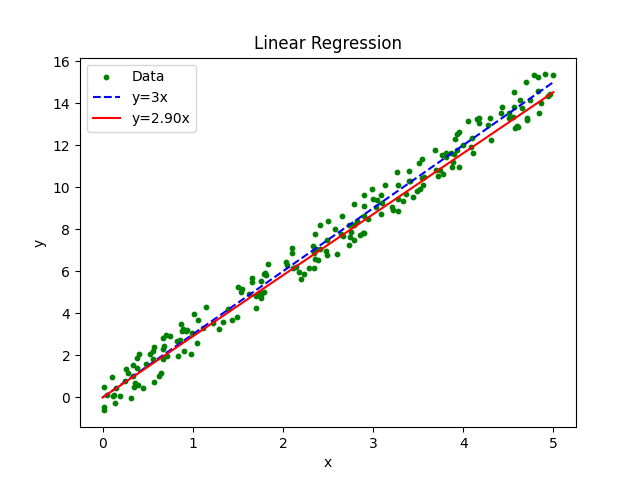 Linear Regression
Data
y=3x
y=2.90x
16
14
12
10
8
6
4
2
0
y
0 1 2 3 4 5
x